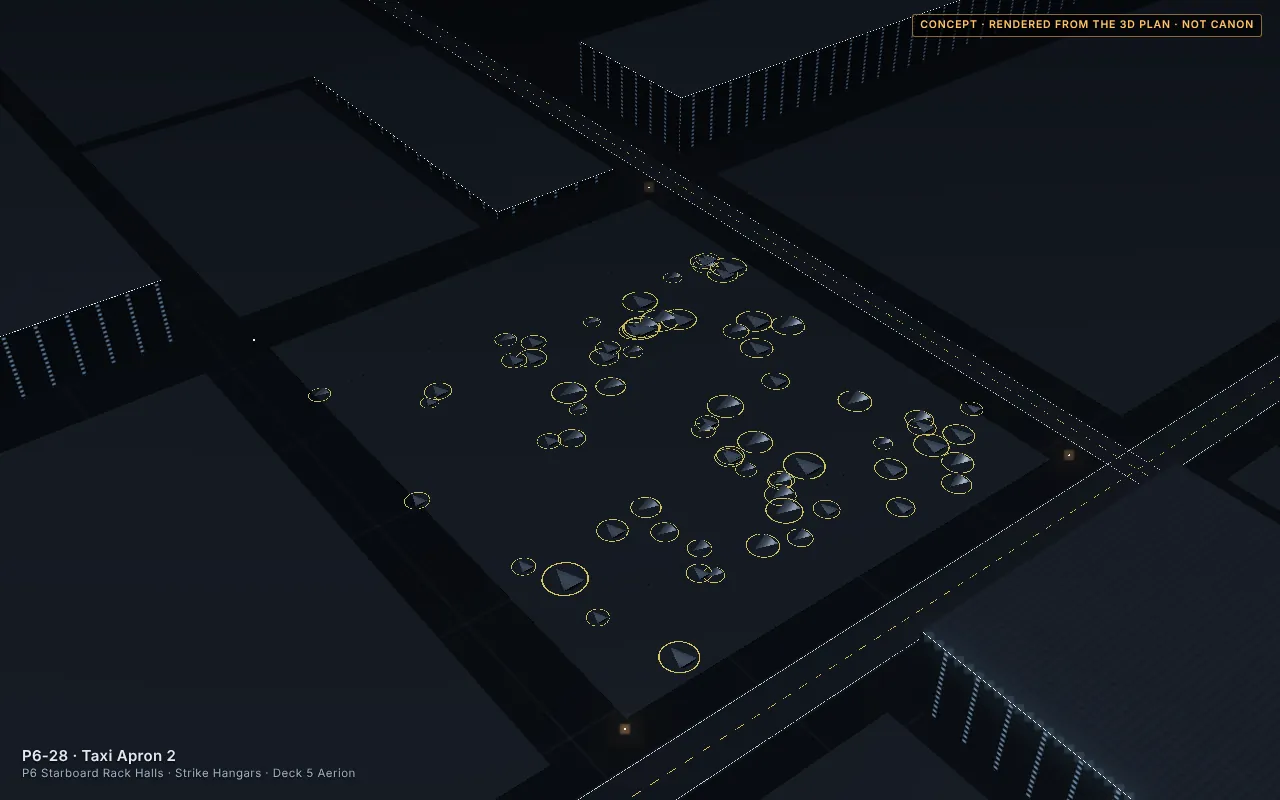 CONCEPT · RENDERED FROM THE 3D PLAN · NOT CANON
P6-28 · Taxi Apron 2
P6 Starboard Rack Halls · Strike Hangars · Deck 5 Aerion